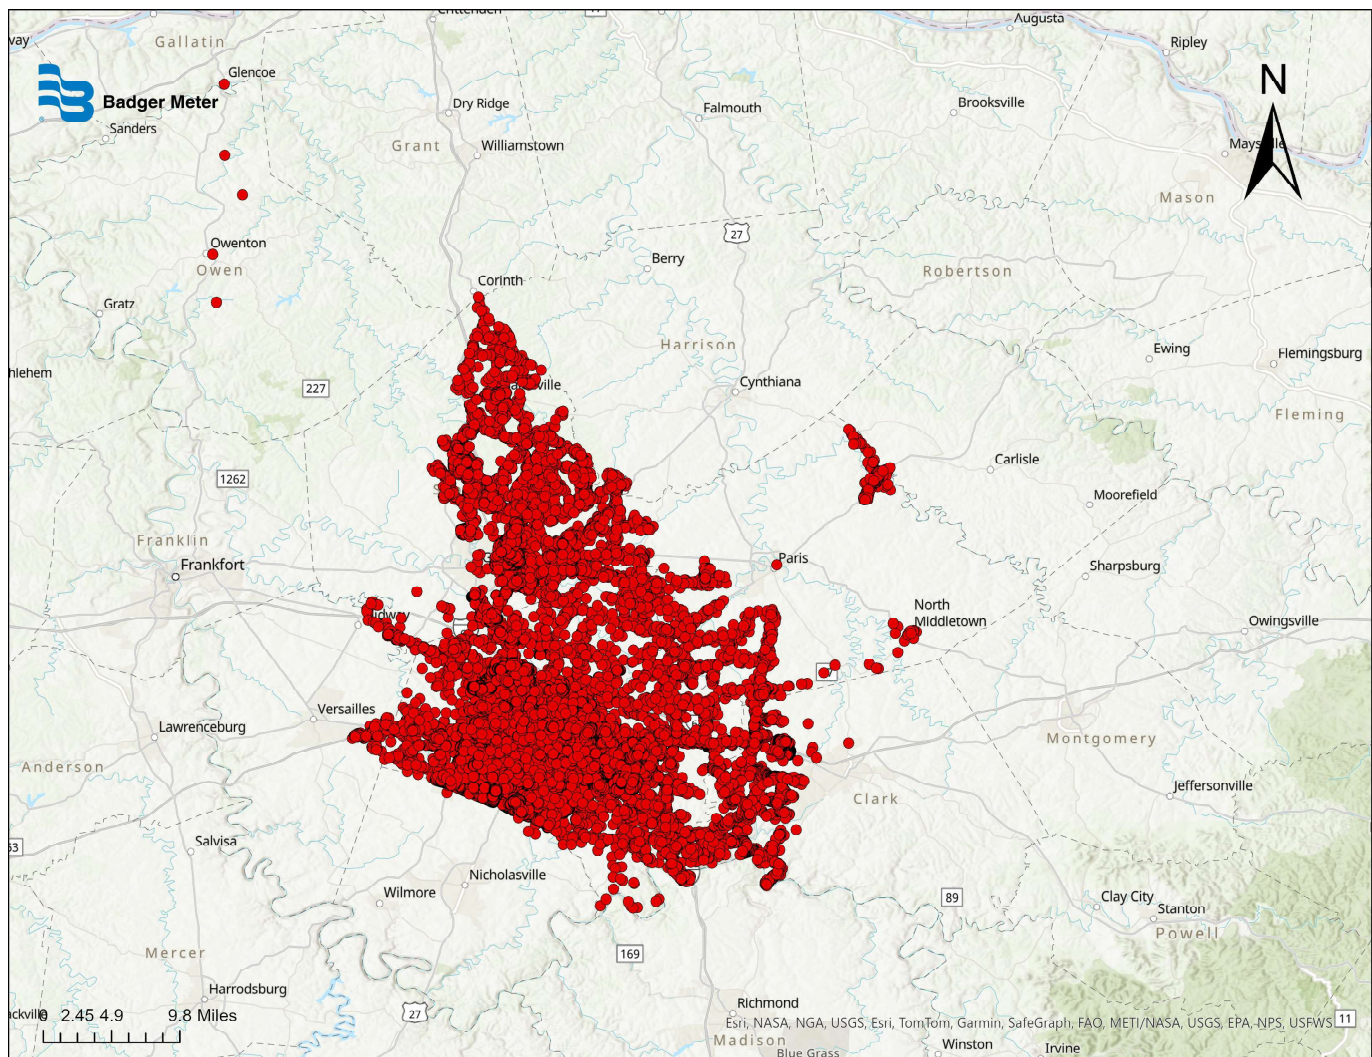 Augusta
Gallatin
Ripley
Glencoe
Badger Meter
N
Dry Ridge
Falmouth
Brooksville
Sanders
Grant
Williamstown
Mason
27
Owenton
Berry
Owen
Robertson
Corinth
Gratz
Harrison
Ewing
Flemingsburg
227
Cynthiana
Fleming
Carlisle
1262
Moorefield
Franklin
Frankfort
Paris
Sharpsburg
North
Middletown
Owingsville
Versailles
Lawrenceburg
Montgomery
Anderson
Jeffersonville
Clark
Salvisa
Nicholasville
Wilmore
89
Clay City
Stanton
Powell
Mercer
169
Harrodsburg
Richmond
0 2.45 4.9 9.8 Miles
27
11
Esri, NASA, NGA, USGS, Esri, TomTom, Garmin, SafeGraph, FAO, METI/NASA, USGS, EPA, NPS, USFWS
Madison
Winston
Irvine
Blue Grass